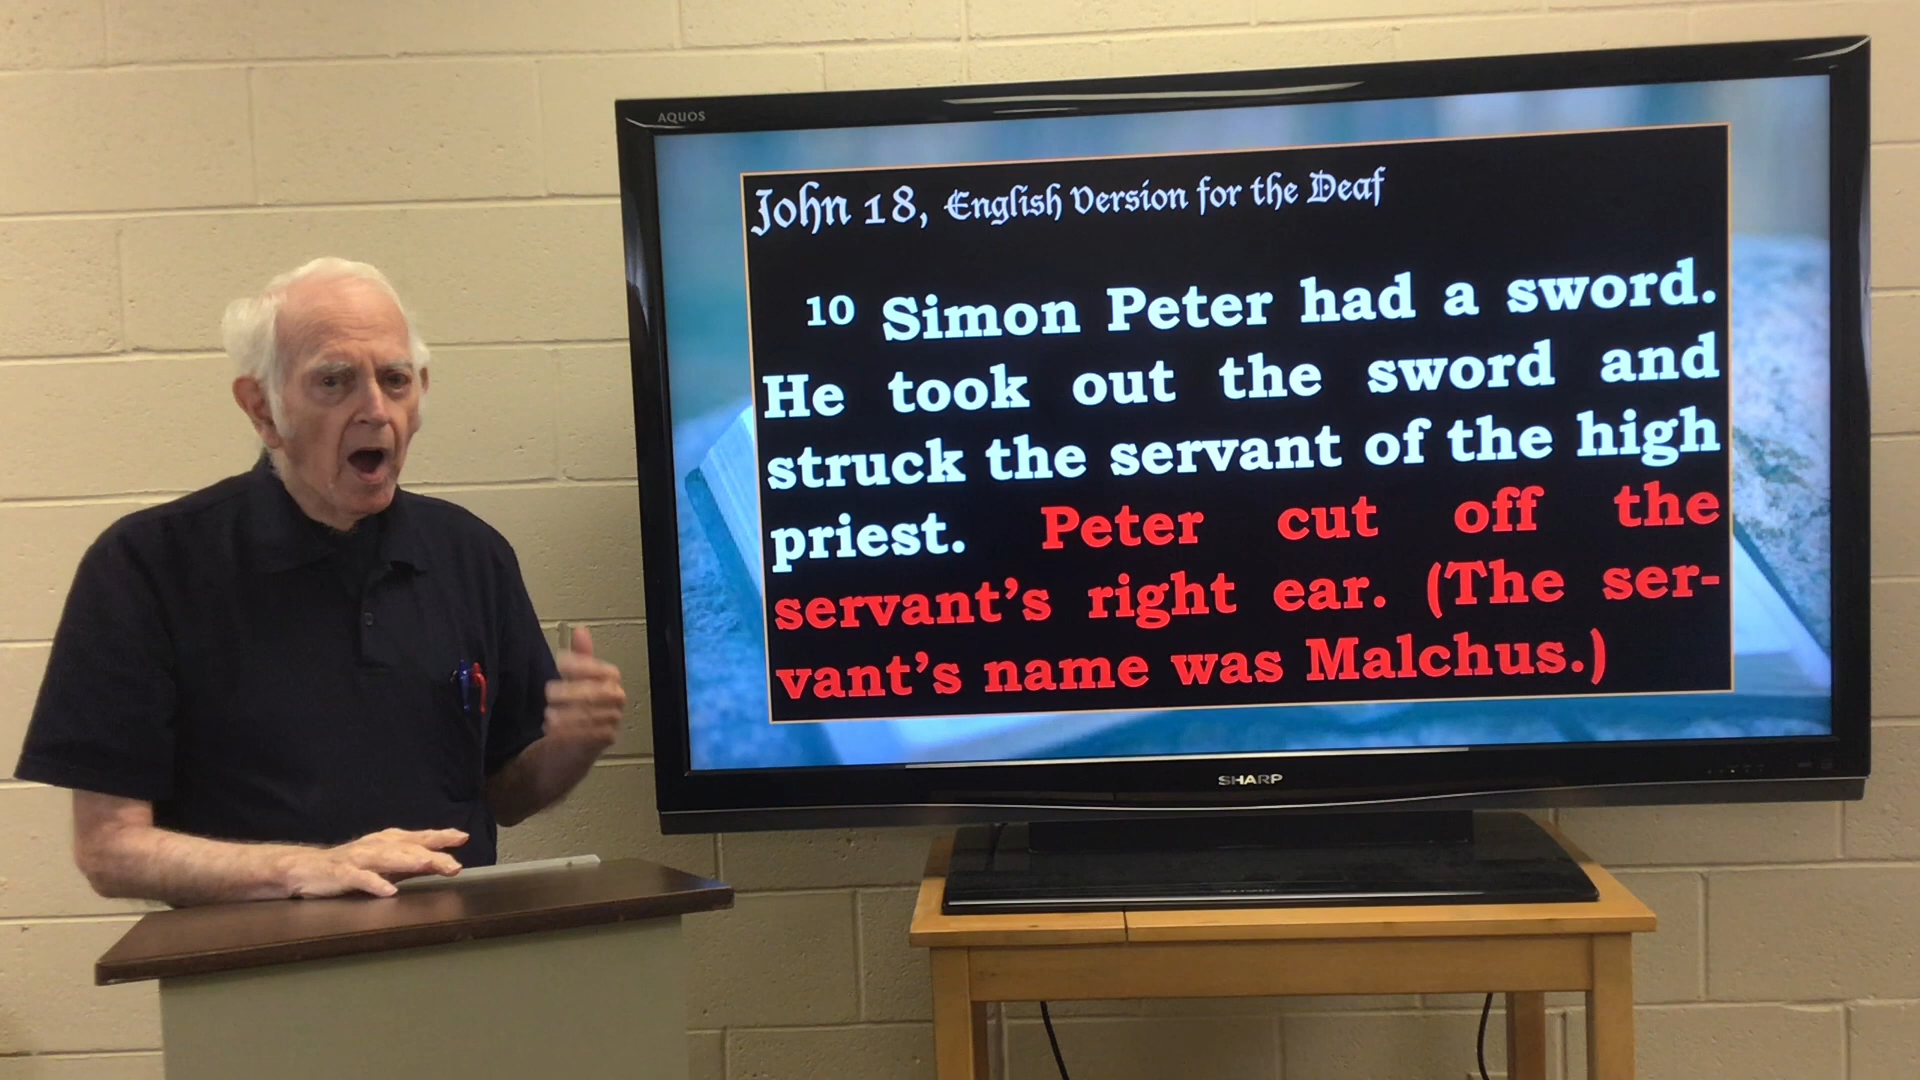 AQUOS
John 18, English Version for the Deaf
10 Simon Peter had a sword.
He took out the sword and
struck the servant of the high
priest. Peter cut off the
servant's right ear. (The ser-
vant's name was Malchus.)
SHARP